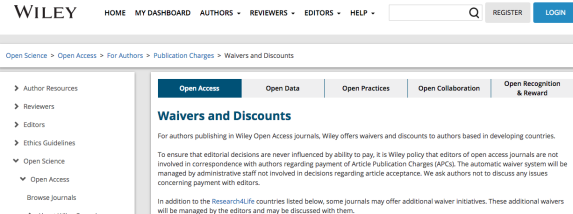 WILEY
HOME MY DASHBOARD AUTHORS REVIEWERS EDITORS HELP REGISTER LOGIN
Open Science > Open Access > For Authors > Publication Charges > Waivers and Discounts
Author Resources
Reviewers
Editors
Ethics Guidelines
Open Science
Open Access
Browse Journals
Open Access Open Data Open Practices Open Collaboration Open Recognition & Reward
Waivers and Discounts
For authors publishing in Wiley Open Access journals, Wiley offers waivers and discounts to authors based in developing countries.
To ensure that editorial decisions are never influenced by ability to pay, it is Wiley policy that editors of open access journals are not
involved in correspondence with authors regarding payment of Article Publication Charges (APCs). The automatic waiver system will be
managed by administrative staff not involved in decisions regarding article acceptance. We ask authors not to discuss any issues
concerning payment with editors.
In addition to the Research4Life countries listed below, some journals may offer additional waiver initiatives. These additional waivers
will be managed by the editors and may be discussed with them.